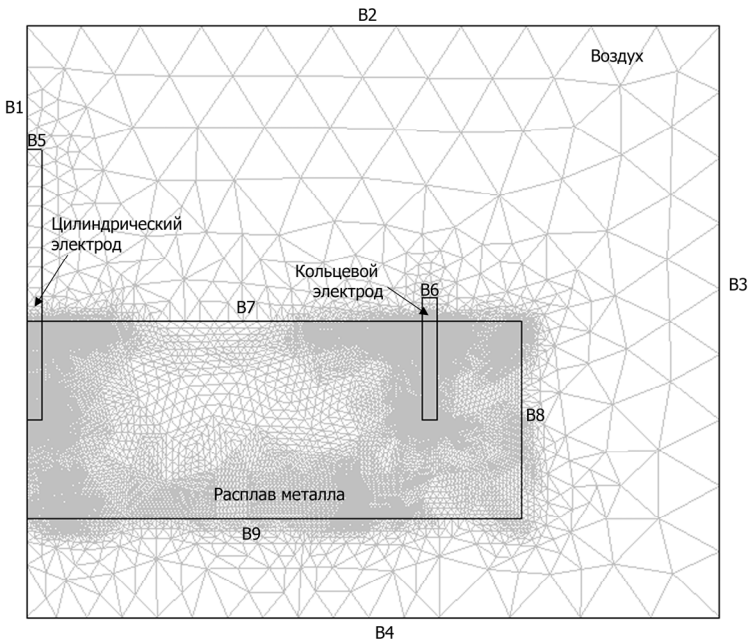 B2
Воздух
B1
B5
Цилиндрический
электрод
Кольцевой
электрод
B6
B3
B7
B8
Расплав металла
B9
B4